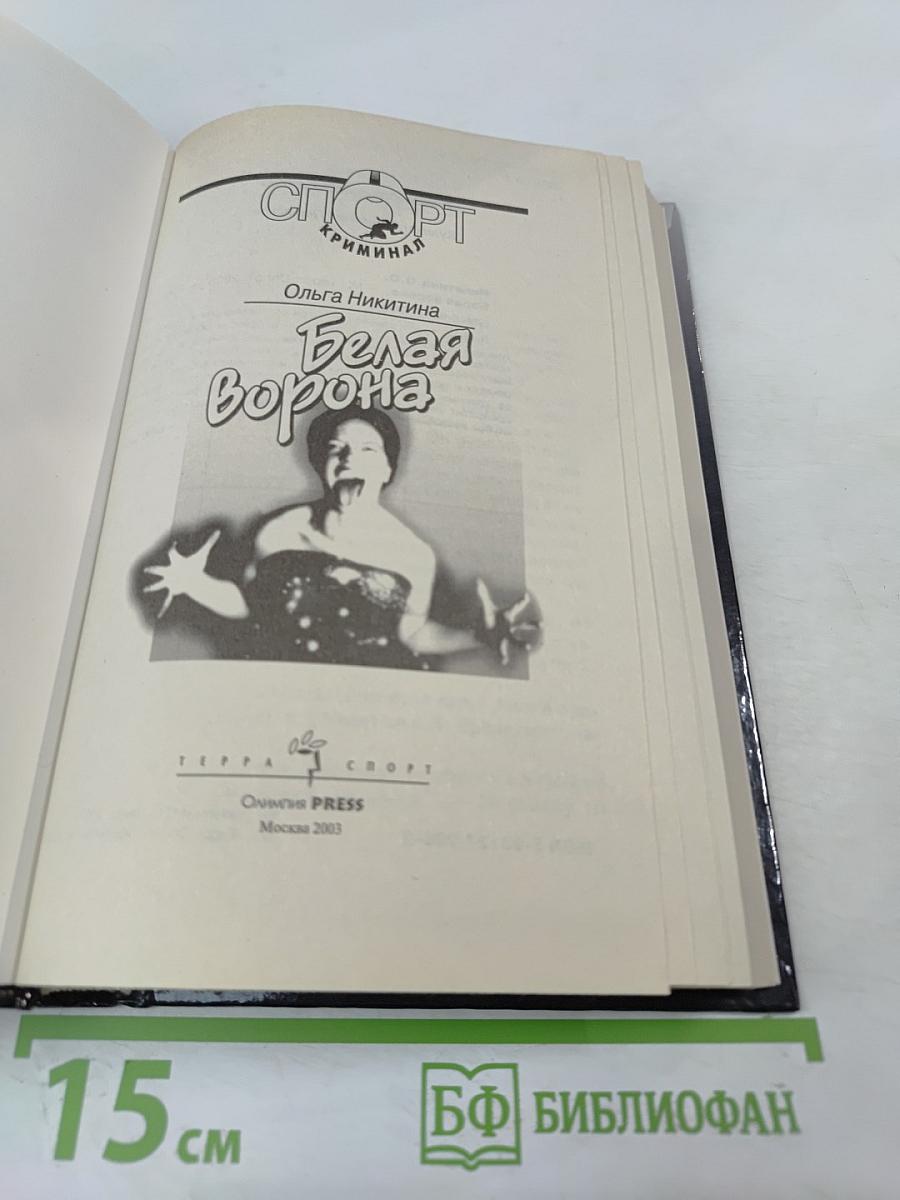 СПОРТ
КРИМИНАЛ
Ольга Никитина
Белая
ворона
ТЕРРА СПОРТ
Олимпия PRESS
Москва 2003
15 см
БФ БИБЛИОФАН